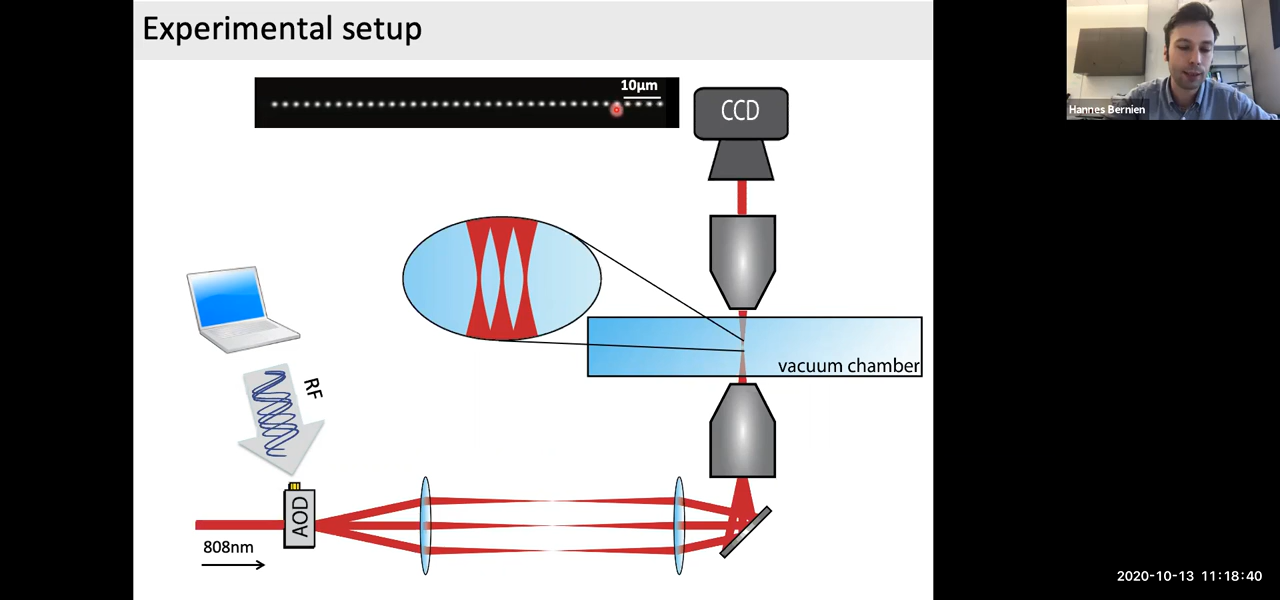 Experimental setup
10µm
CCD
Hannes Bernien
RF
vacuum chamber
AOD
808nm
2020-10-13 11:18:40